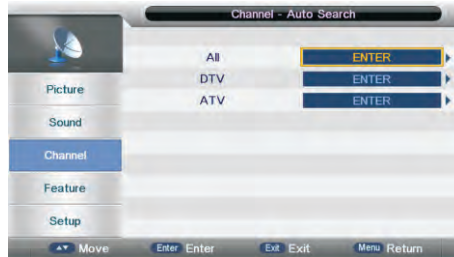 Channel - Auto Search
All ENTER
DTV ENTER
ATV ENTER
Picture
Sound
Channel
Feature
Setup
Move Enter Enter Exit Exit Menu Return